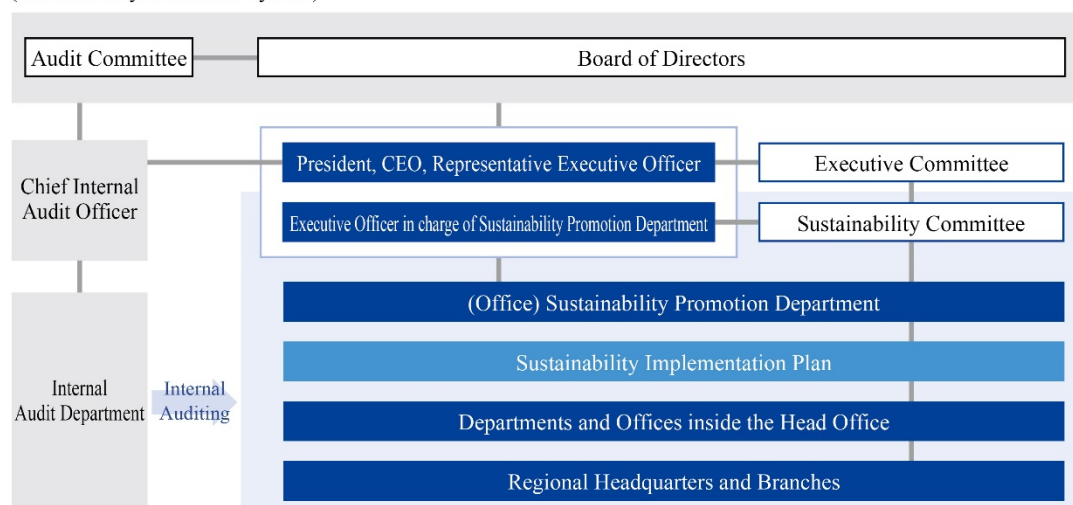 Audit Committee
Board of Directors
President, CEO, Representative Executive Officer
Executive Committee
Chief Internal
Audit Officer
Executive Officer in charge of Sustainability Promotion Department
Sustainability Committee
(Office) Sustainability Promotion Department
Sustainability Implementation Plan
Internal
Audit Department
Internal
Auditing
Departments and Offices inside the Head Office
Regional Headquarters and Branches